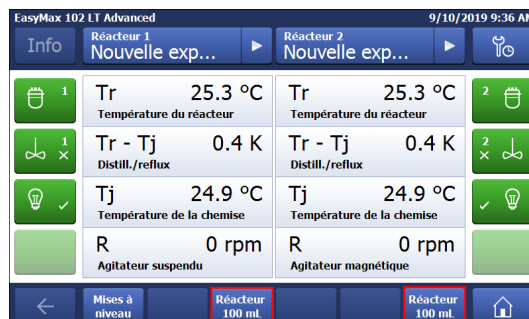 EasyMax 102 LT Advanced 9/10/2019 9:36 AM
Info
Réacteur 1
Nouvelle exp...
Réacteur 2
Nouvelle exp...
1
Tr 25.3 °C
Température du réacteur
Tr 25.3 °C
Température du réacteur
2
1
Tr - Tj 0.4 K
Distill./reflux
Tr - Tj 0.4 K
Distill./reflux
2
Tj 24.9 °C
Température de la chemise
Tj 24.9 °C
Température de la chemise
R 0 rpm
Agitateur suspendu
R 0 rpm
Agitateur magnétique
Mises à
niveau
Réacteur
100 mL
Réacteur
100 mL